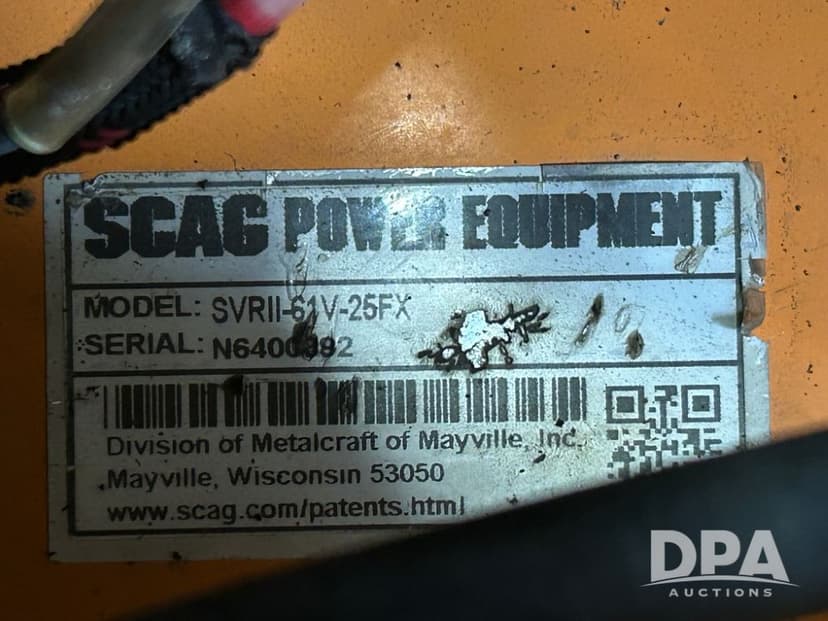 SCAG POWER EQUIPMENT
MODEL: SVRII-61V-25FX
SERIAL:
Division of Metalcraft of Mayville, Inc.
Mayville, Wisconsin 53050
www.scag.com/patents.html
DPA
AUCTIONS